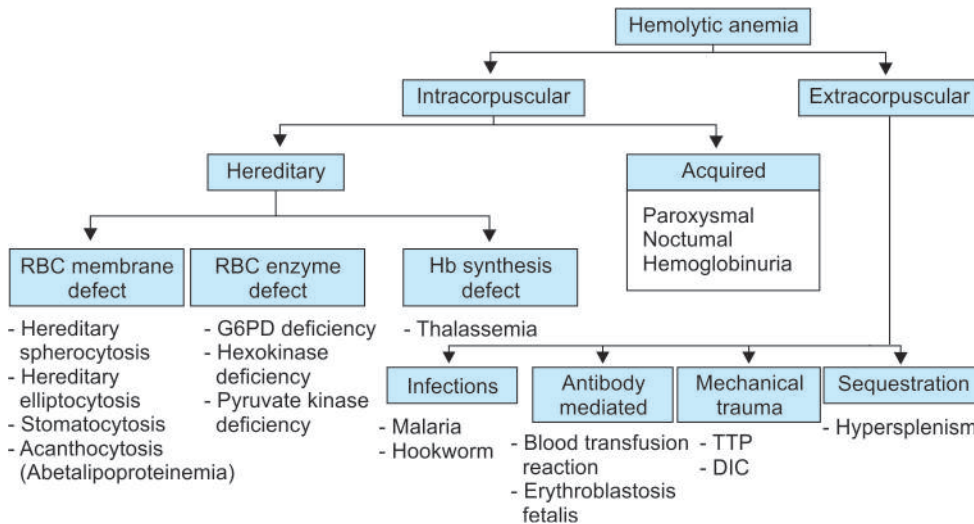 Hemolytic anemia
Intracorpuscular
Extracorpuscular
Hereditary
Acquired
Paroxysmal
Noctumal
Hemoglobinuria
RBC membrane
defect
- Hereditary
spherocytosis
- Hereditary
elliptocytosis
- Stomatocytosis
- Acanthocytosis
(Abetalipoproteinemia)
RBC enzyme
defect
- G6PD deficiency
- Hexokinase
deficiency
- Pyruvate kinase
deficiency
Hb synthesis
defect
- Thalassemia
Infections
- Malaria
- Hookworm
Antibody
mediated
- Blood transfusion
reaction
- Erythroblastosis
fetalis
Mechanical
trauma
- TTP
- DIC
Sequestration
- Hypersplenism